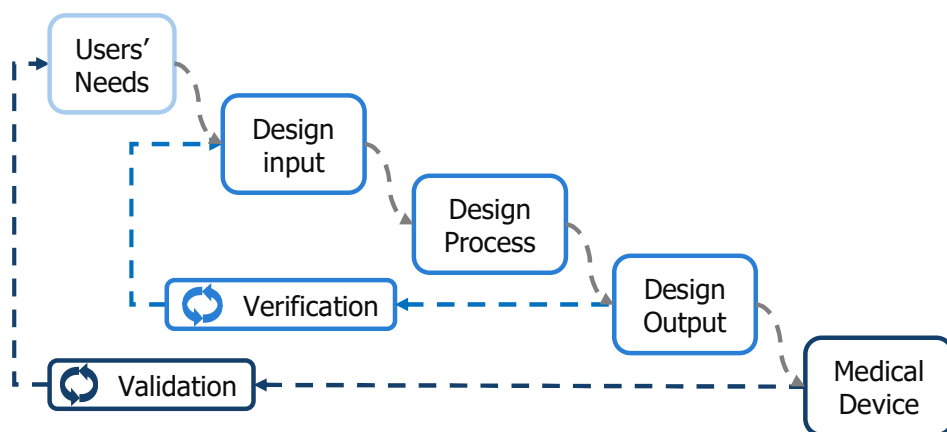 Users’
Needs
Design
input
Design
Process
Design
Output
Verification
Validation
Medical
Device